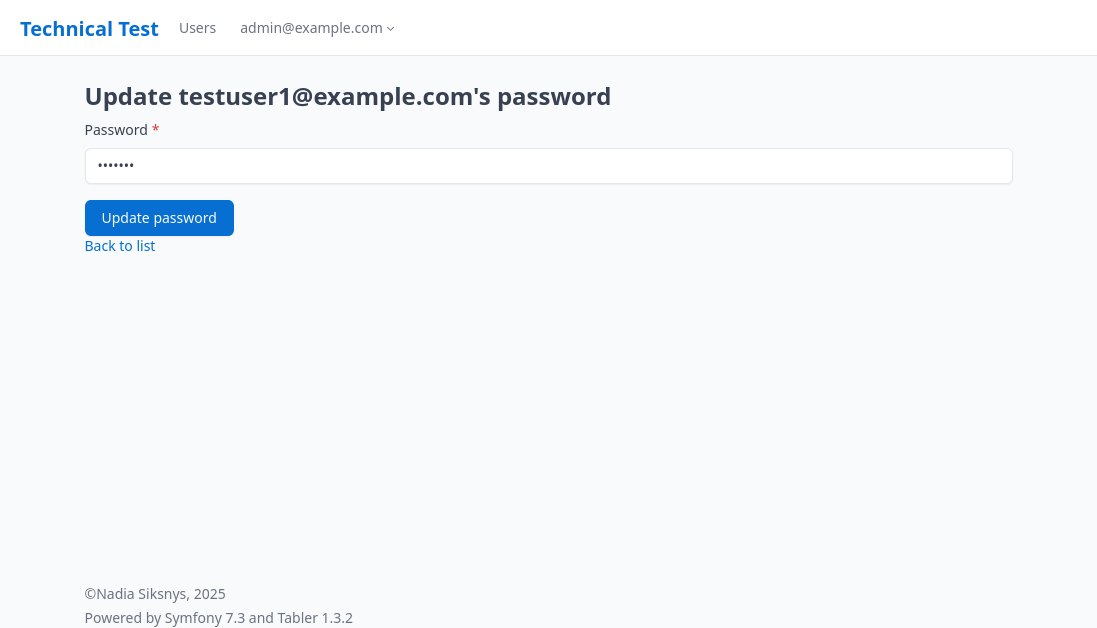 Technical Test Users admin@example.com
Update testuser1@example.com's password
Password *
•••••••
Update password
Back to list
©Nadia Siksnys, 2025
Powered by Symfony 7.3 and Tabler 1.3.2